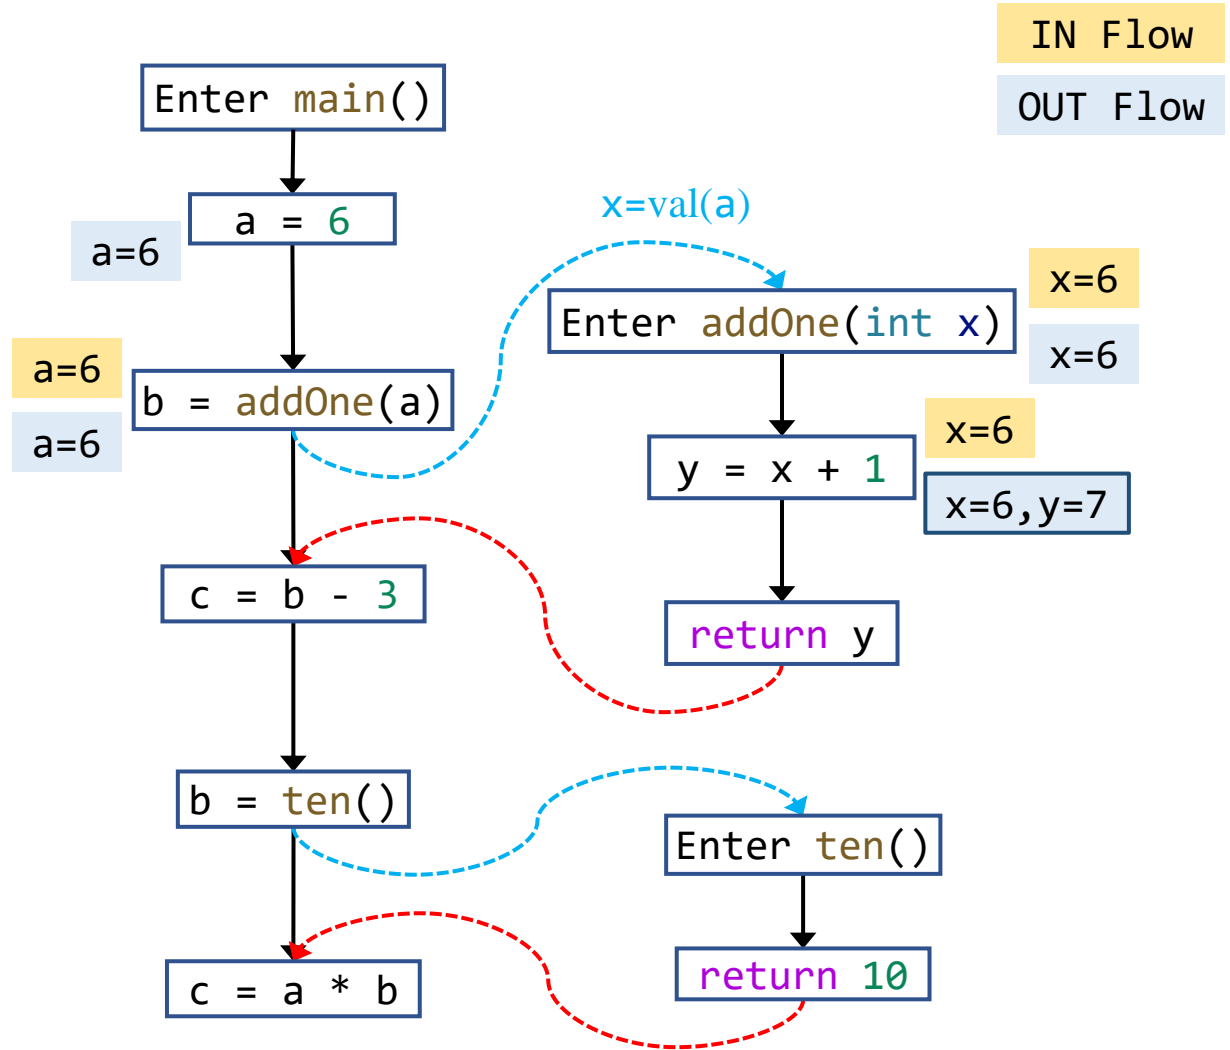 IN Flow
OUT Flow
Enter main()
a = 6
a=6
x=val(a)
Enter addOne(int x)
x=6
x=6
a=6
b = addOne(a)
a=6
y = x + 1
x=6
x=6,y=7
c = b - 3
return y
b = ten()
Enter ten()
c = a * b
return 10